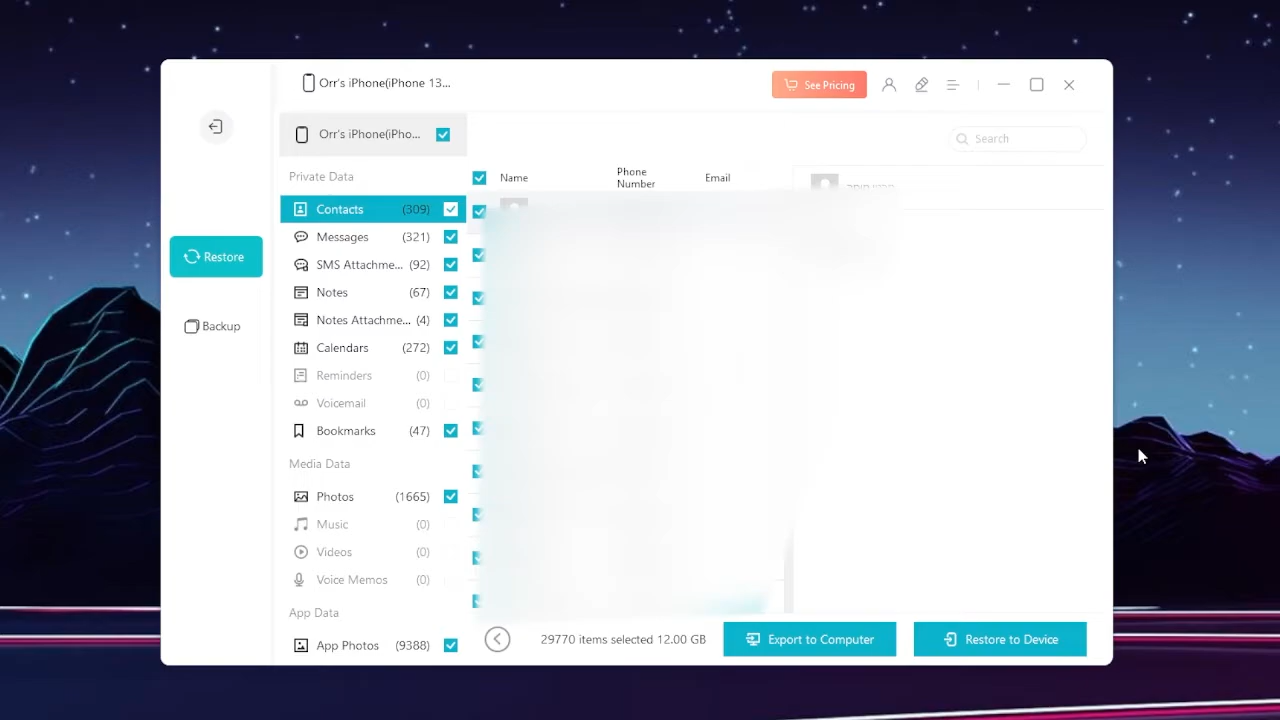 Orr's iPhone(iPhone 13...
See Pricing
Orr's iPhone(iPho...
Search
Private Data
Name
Phone Number
Email
Contacts (309)
Messages (321)
SMS Attachme... (92)
Restore
Notes (67)
Notes Attachme... (4)
Backup
Calendars (272)
Reminders (0)
Voicemail (0)
Bookmarks (47)
Media Data
Photos (1665)
Music (0)
Videos (0)
Voice Memos (0)
App Data
App Photos (9388)
29770 items selected 12.00 GB
Export to Computer
Restore to Device